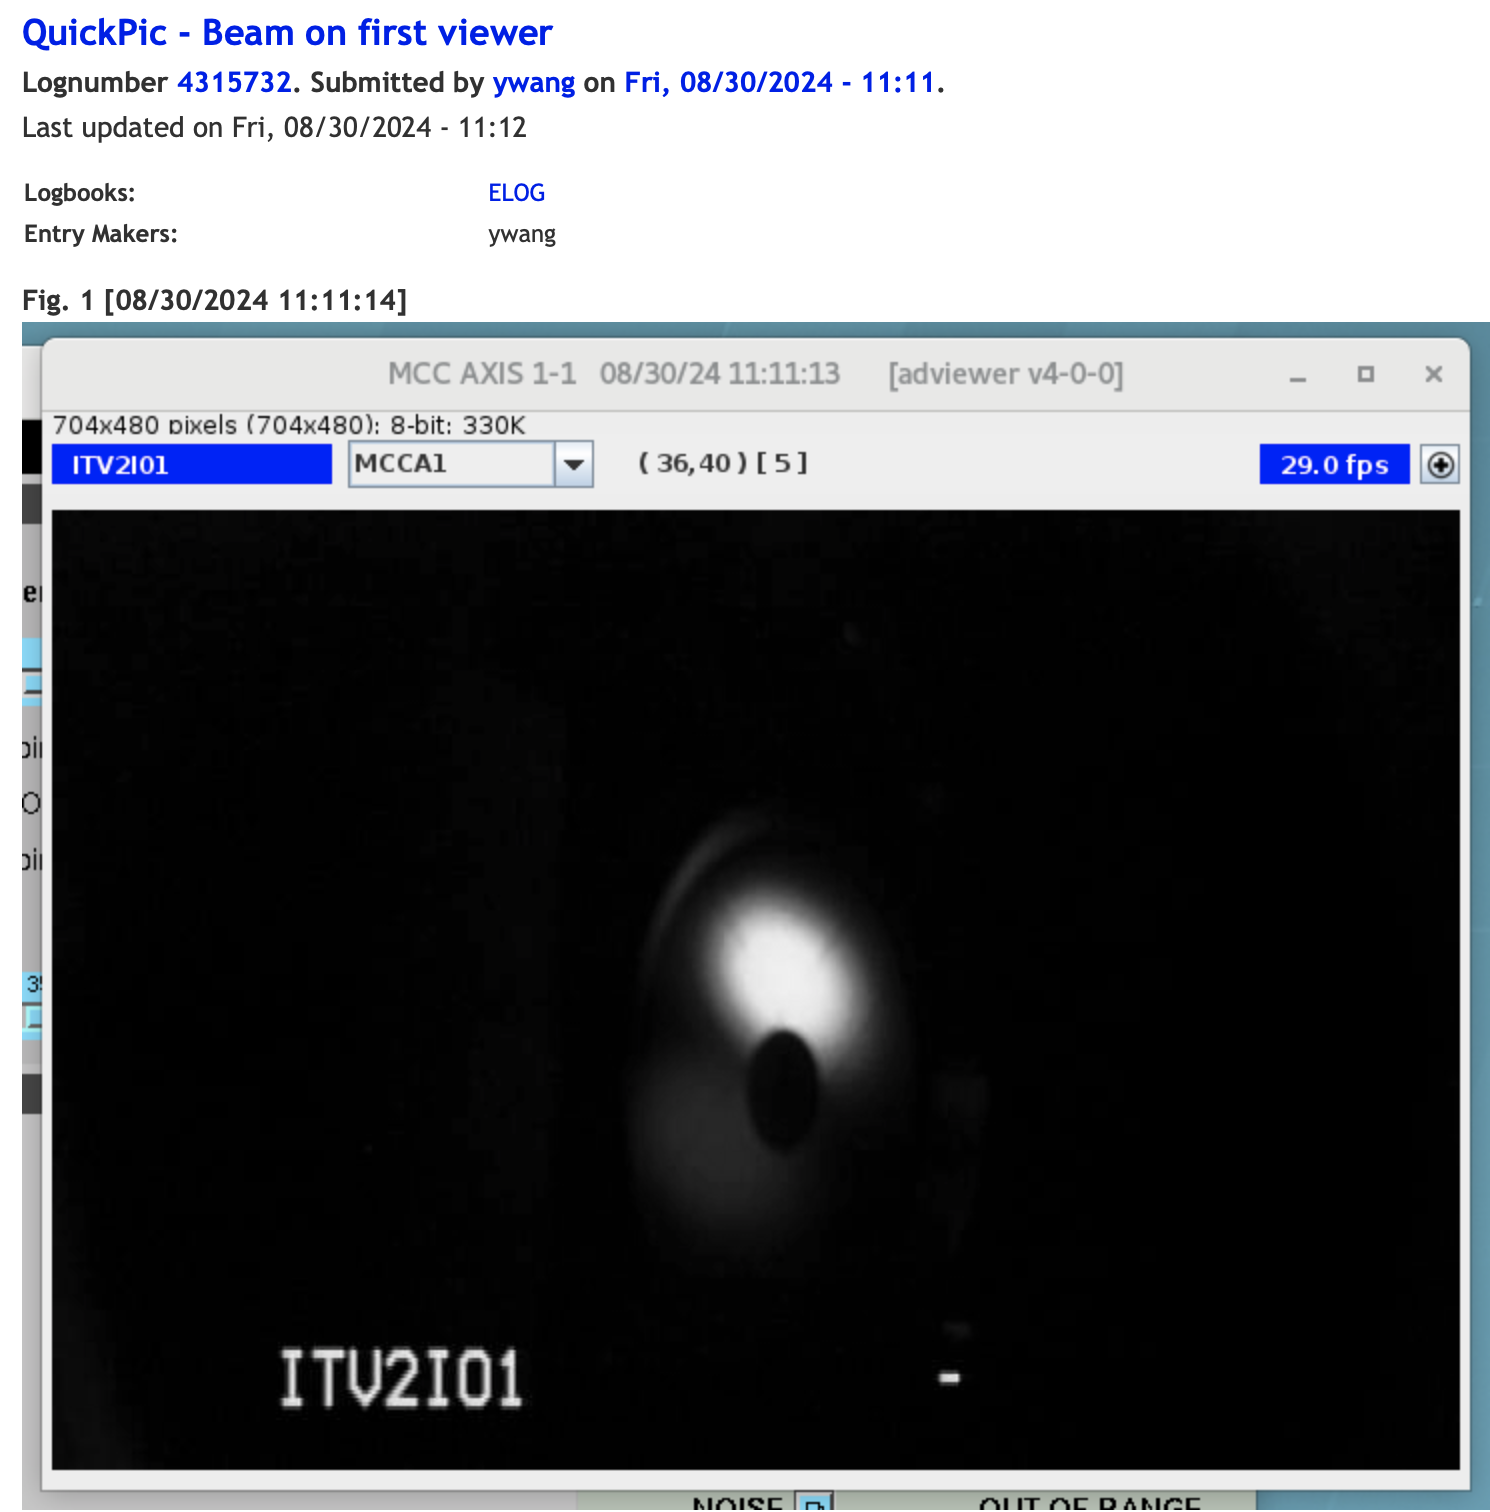 QuickPic - Beam on first viewer
Lognumber 4315732. Submitted by ywang on Fri, 08/30/2024 - 11:11.
Last updated on Fri, 08/30/2024 - 11:12
Logbooks: ELOG
Entry Makers: ywang
Fig. 1 [08/30/2024 11:11:14]
MCC AXIS 1-1 08/30/24 11:11:13 [adviewer v4-0-0]
704x480 pixels (704x480): 8-bit: 330K
ITV2I01 MCCA1 ( 36,40 ) [ 5 ] 29.0 fps
ITV2I01 -
NOISE OUT OF RANGE